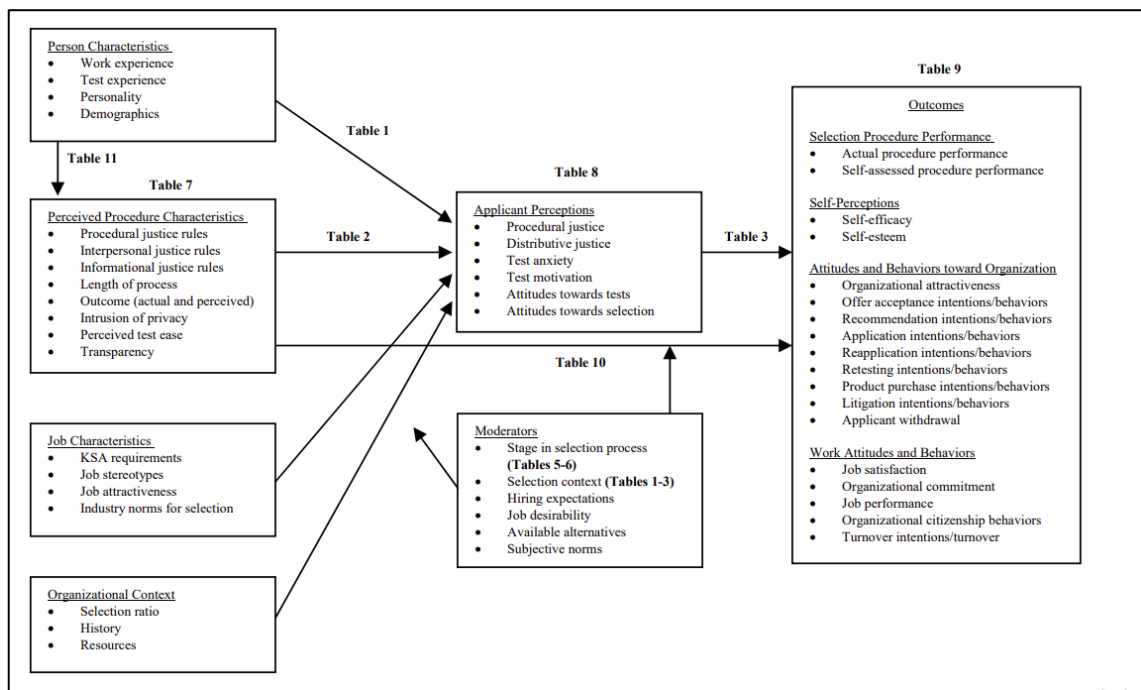 Person Characteristics
• Work experience
• Test experience
• Personality
• Demographics
Table 1
Table 11
Table 7
Perceived Procedure Characteristics
• Procedural justice rules
• Interpersonal justice rules
• Informational justice rules
• Length of process
• Outcome (actual and perceived)
• Intrusion of privacy
• Perceived test ease
• Transparency
Table 2
Job Characteristics
• KSA requirements
• Job stereotypes
• Job attractiveness
• Industry norms for selection
Organizational Context
• Selection ratio
• History
• Resources
Table 8
Applicant Perceptions
• Procedural justice
• Distributive justice
• Test anxiety
• Test motivation
• Attitudes towards tests
• Attitudes towards selection
Table 3
Table 10
Moderators
• Stage in selection process
(Tables 5-6)
• Selection context (Tables 1-3)
• Hiring expectations
• Job desirability
• Available alternatives
• Subjective norms
Table 9
Outcomes
Selection Procedure Performance
• Actual procedure performance
• Self-assessed procedure performance
Self-Perceptions
• Self-efficacy
• Self-esteem
Attitudes and Behaviors toward Organization
• Organizational attractiveness
• Offer acceptance intentions/behaviors
• Recommendation intentions/behaviors
• Application intentions/behaviors
• Reapplication intentions/behaviors
• Retesting intentions/behaviors
• Product purchase intentions/behaviors
• Litigation intentions/behaviors
• Applicant withdrawal
Work Attitudes and Behaviors
• Job satisfaction
• Organizational commitment
• Job performance
• Organizational citizenship behaviors
• Turnover intentions/turnover